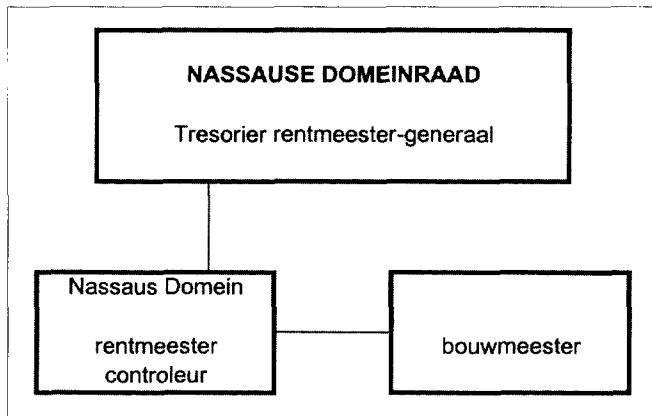 NASSAUSE DOMEINRAAD
Tresorier rentmeester-generaal
Nassaus Domein
rentmeester
controleur
bouwmeester